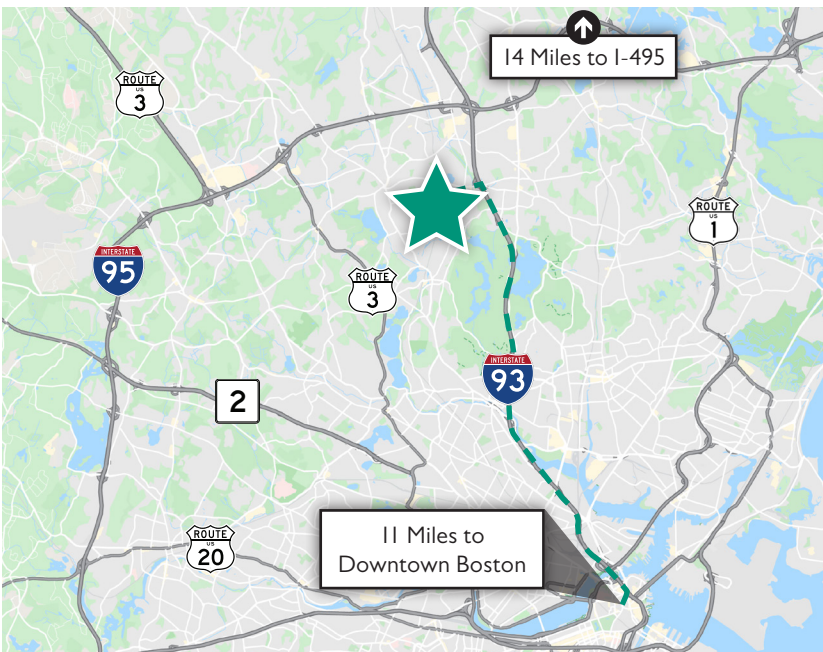 14 Miles to I-495
ROUTE
US
3
ROUTE
US
1
INTERSTATE
95
ROUTE
US
3
INTERSTATE
93
2
11 Miles to
Downtown Boston
ROUTE
US
20